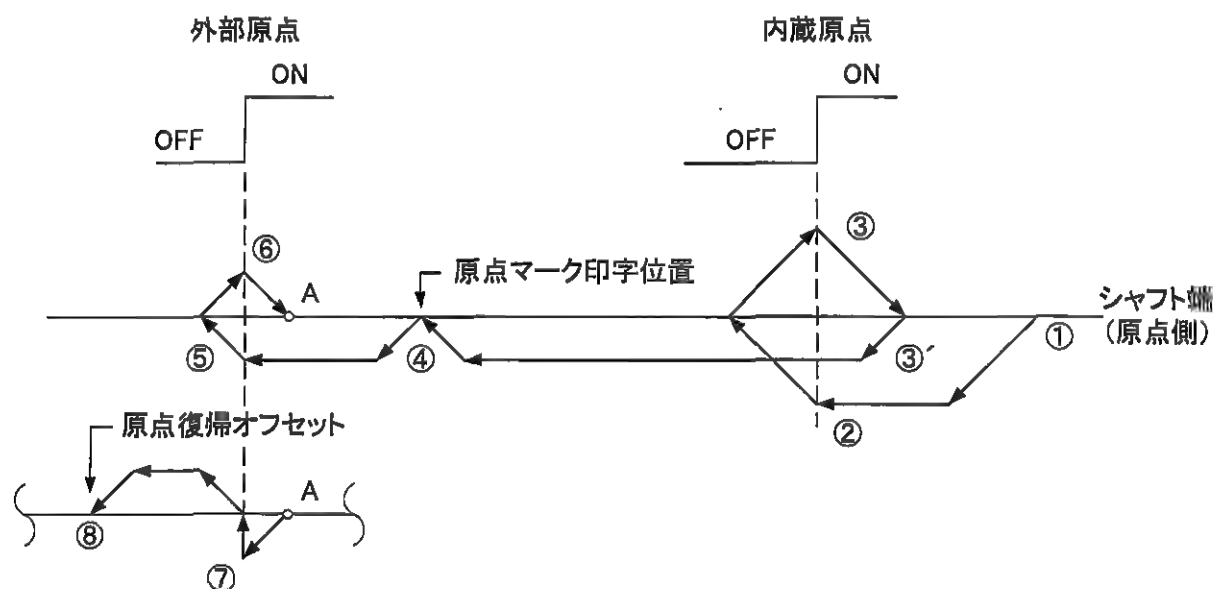 外部原点
内蔵原点
ON
ON
OFF
OFF
⑥
③
A
原点マーク印字位置
シャフト端
(原点側)
⑤
④
③´
①
②
原点復帰オフセット
A
⑧
⑦